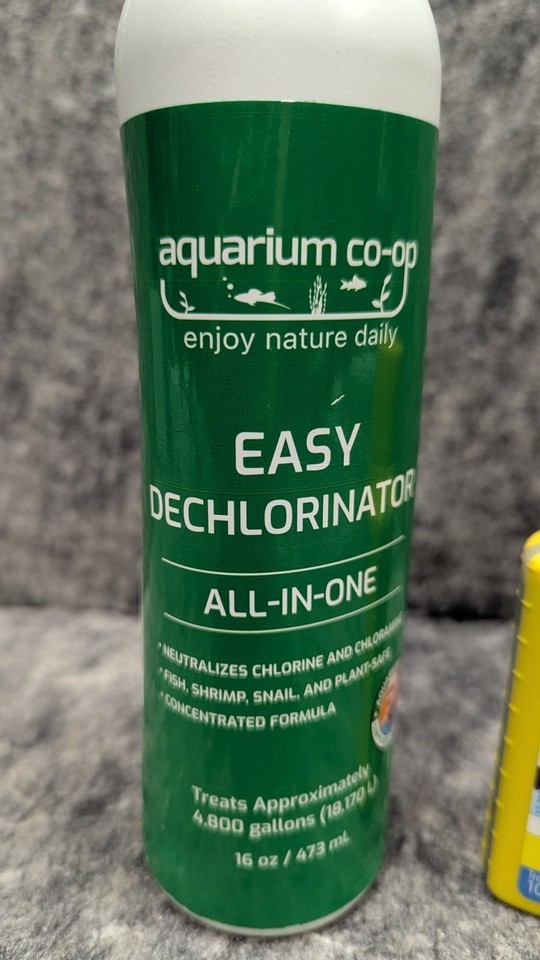 aquarium co-op
enjoy nature daily
EASY
DECHLORINATOR
ALL-IN-ONE
• NEUTRALIZES CHLORINE AND CHLORAMINE
• FISH, SHRIMP, SNAIL, AND PLANT-SAFE
• CONCENTRATED FORMULA
Treats Approximately
4,800 gallons (18,170 L)
16 oz / 473 mL